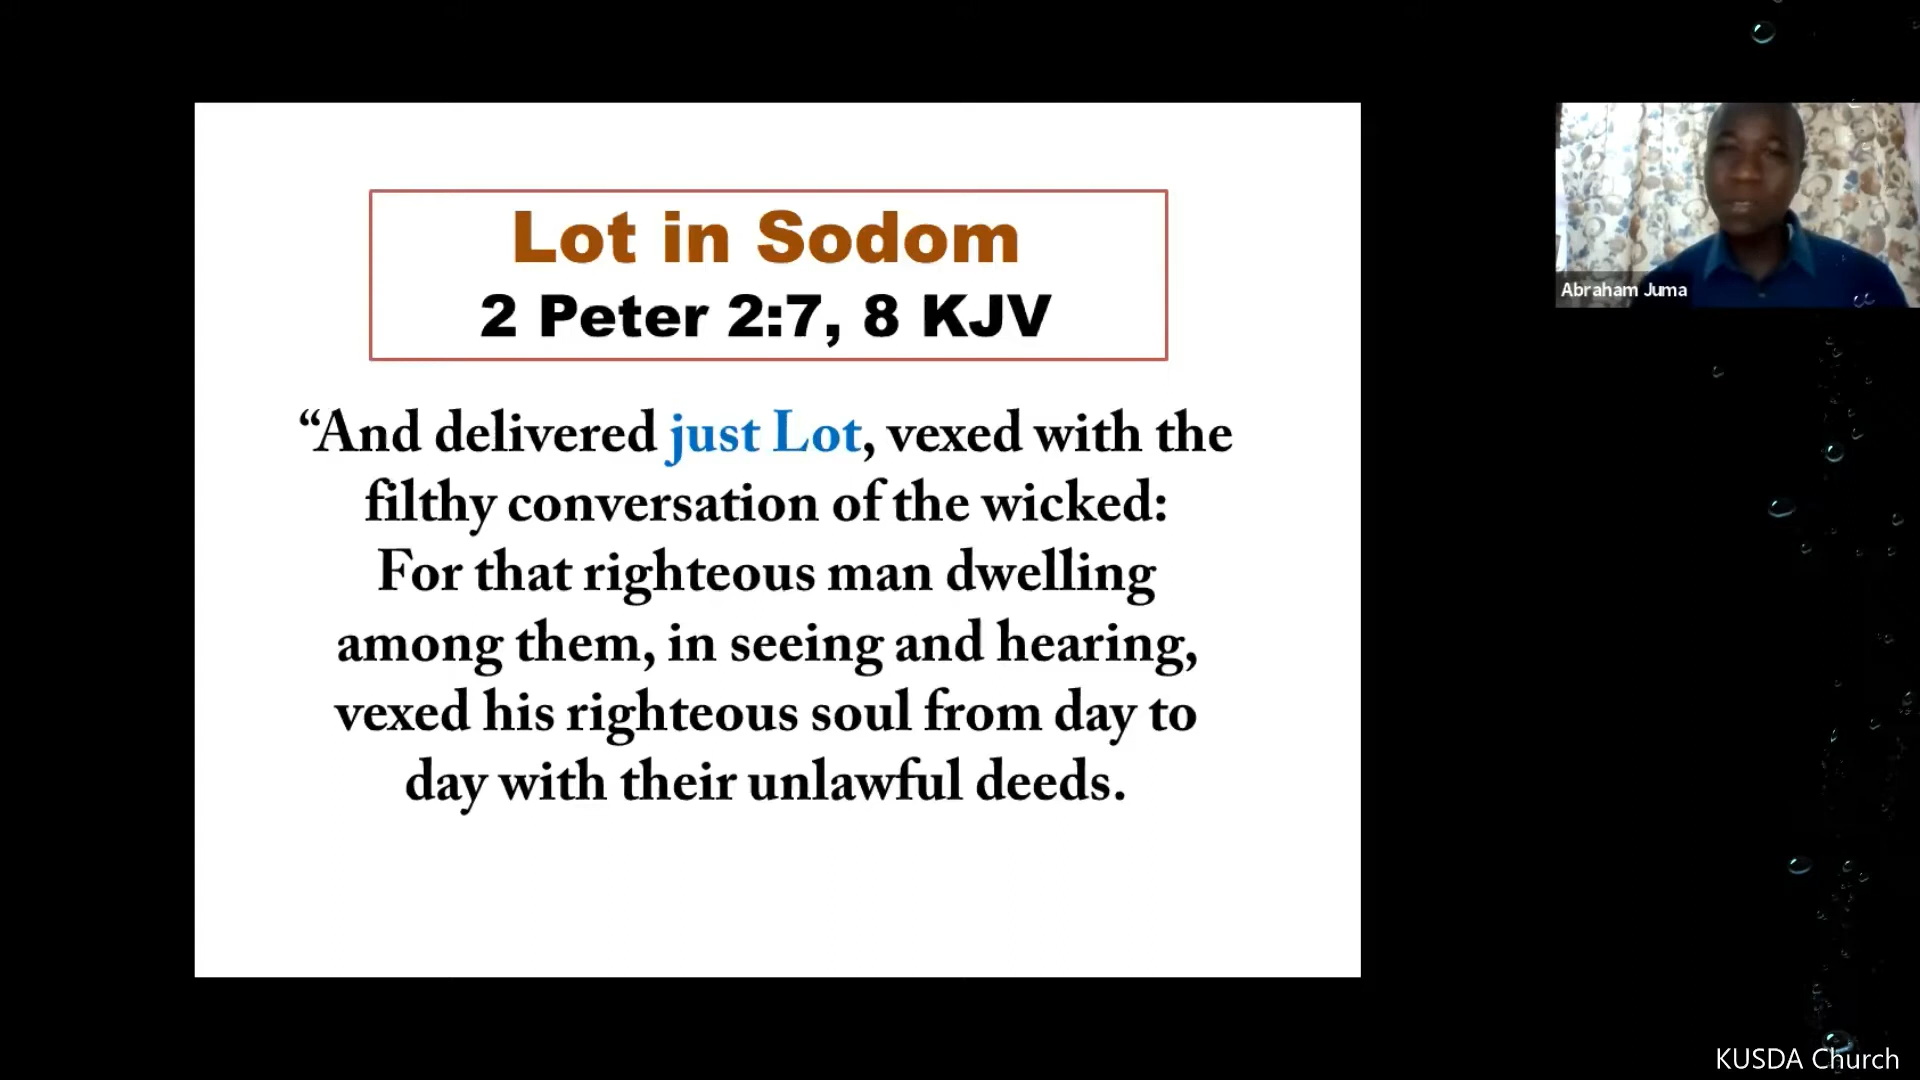 Lot in Sodom
2 Peter 2:7, 8 KJV
“And delivered just Lot, vexed with the
filthy conversation of the wicked:
For that righteous man dwelling
among them, in seeing and hearing,
vexed his righteous soul from day to
day with their unlawful deeds.
Abraham Juma
KUSDA Church